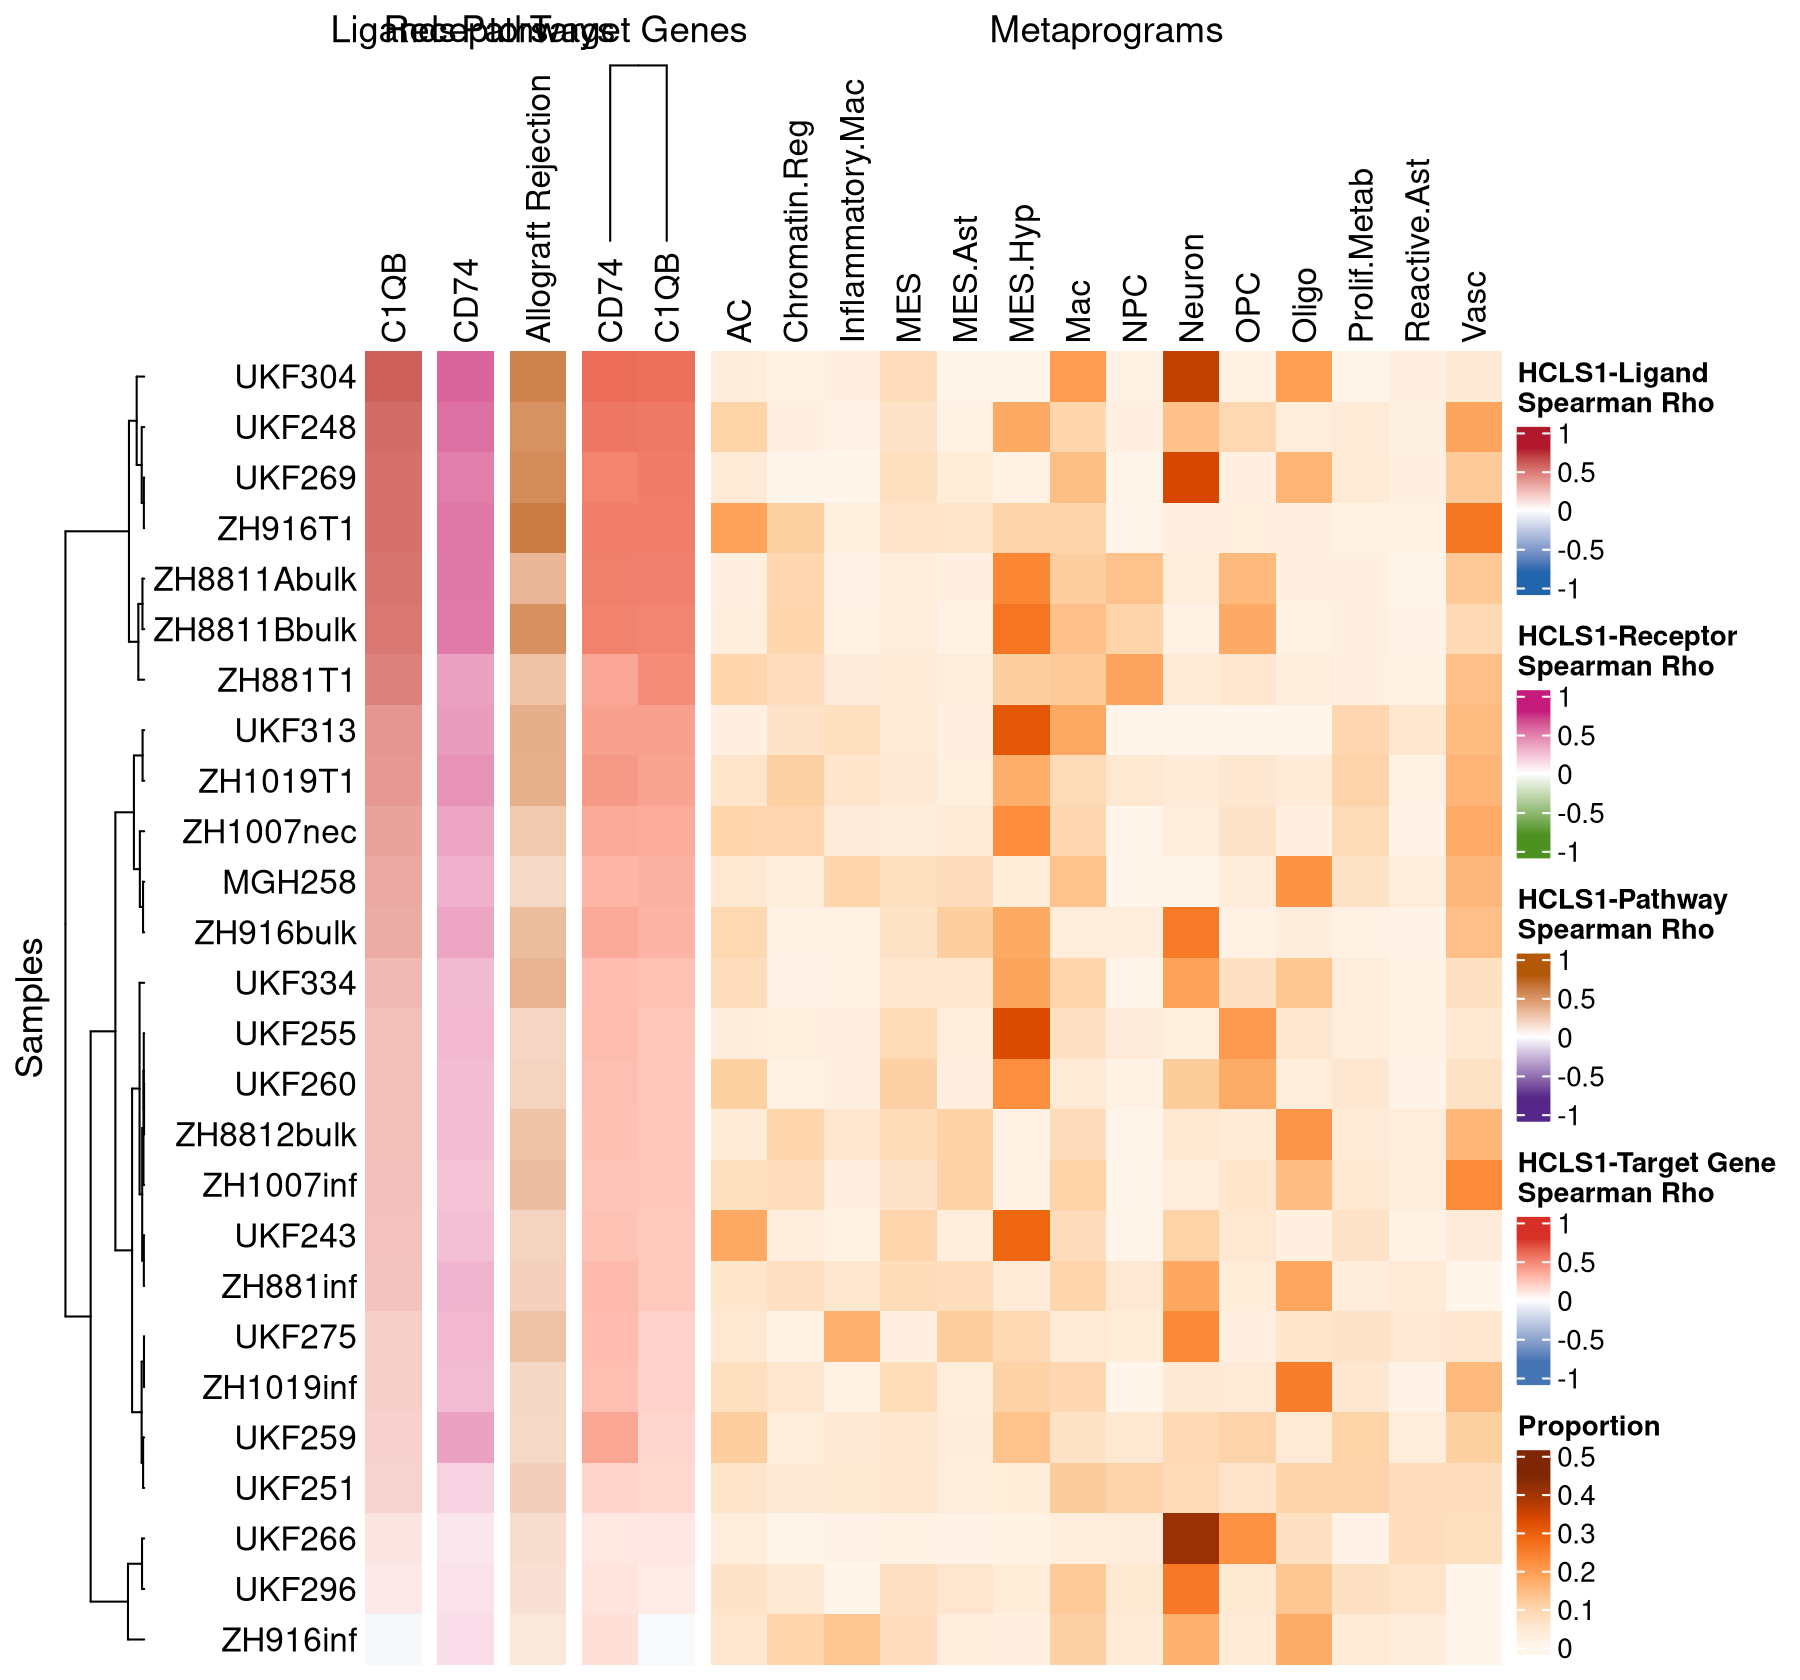 Ligands
Receptors
Pathways
Target Genes
Metaprograms
C1QB
CD74
Allograft Rejection
CD74
C1QB
AC
Chromatin.Reg
Inflammatory.Mac
MES
MES.Ast
MES.Hyp
Mac
NPC
Neuron
OPC
Oligo
Prolif.Metab
Reactive.Ast
Vasc
Samples
UKF304
UKF248
UKF269
ZH916T1
ZH8811Abulk
ZH8811Bbulk
ZH881T1
UKF313
ZH1019T1
ZH1007nec
MGH258
ZH916bulk
UKF334
UKF255
UKF260
ZH8812bulk
ZH1007inf
UKF243
ZH881inf
UKF275
ZH1019inf
UKF259
UKF251
UKF266
UKF296
ZH916inf
HCLS1-Ligand
Spearman Rho
1
0.5
0
-0.5
-1
HCLS1-Receptor
Spearman Rho
1
0.5
0
-0.5
-1
HCLS1-Pathway
Spearman Rho
1
0.5
0
-0.5
-1
HCLS1-Target Gene
Spearman Rho
1
0.5
0
-0.5
-1
Proportion
0.5
0.4
0.3
0.2
0.1
0